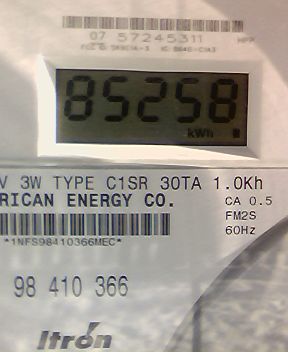 07 57245311
HPP
85258
kWh
V 3W TYPE C1SR 30TA 1.0Kh
RICAN ENERGY CO.
CA 0.5
FM2S
60Hz
*1NFS98410366MEC*
98 410 366
Itron